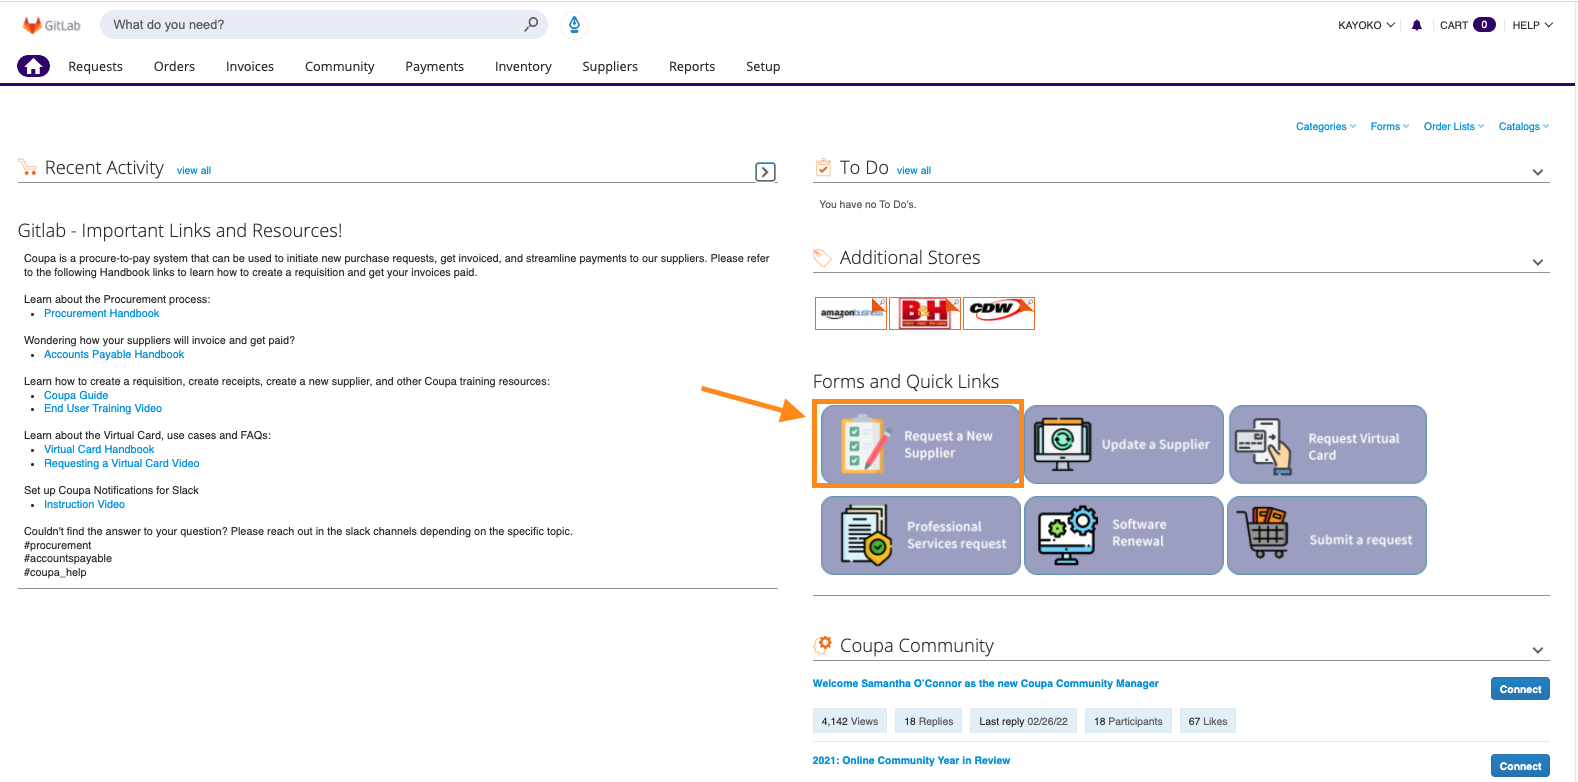 GitLab
What do you need?
KAYOKO
CART 0
HELP
Requests
Orders
Invoices
Community
Payments
Inventory
Suppliers
Reports
Setup
Categories
Forms
Order Lists
Catalogs
Recent Activity view all
Gitlab - Important Links and Resources!
Coupa is a procure-to-pay system that can be used to initiate new purchase requests, get invoiced, and streamline payments to our suppliers. Please refer
to the following Handbook links to learn how to create a requisition and get your invoices paid.
Learn about the Procurement process:
• Procurement Handbook
Wondering how your suppliers will invoice and get paid?
• Accounts Payable Handbook
Learn how to create a requisition, create receipts, create a new supplier, and other Coupa training resources:
• Coupa Guide
• End User Training Video
Learn about the Virtual Card, use cases and FAQs:
• Virtual Card Handbook
• Requesting a Virtual Card Video
Set up Coupa Notifications for Slack
• Instruction Video
Couldn't find the answer to your question? Please reach out in the slack channels depending on the specific topic.
#procurement
#accountspayable
#coupa_help
To Do view all
You have no To Do's.
Additional Stores
amazonbusiness
B&H
CDW
Forms and Quick Links
Request a New
Supplier
Update a Supplier
Request Virtual
Card
Professional
Services request
Software
Renewal
Submit a request
Coupa Community
Welcome Samantha O'Connor as the new Coupa Community Manager
Connect
4,142 Views
18 Replies
Last reply 02/26/22
18 Participants
67 Likes
2021: Online Community Year in Review
Connect